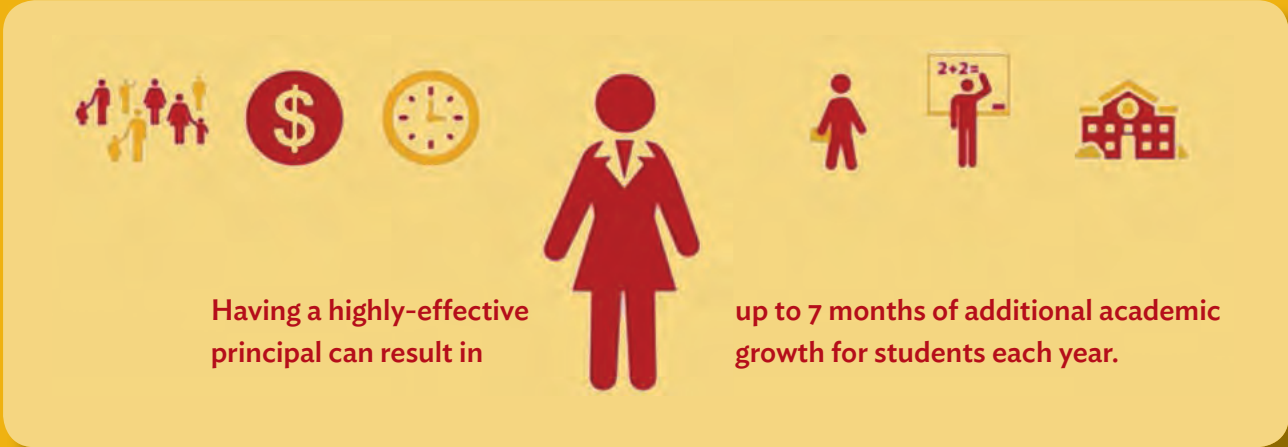 $
2+2=
Having a highly-effective
principal can result in
up to 7 months of additional academic
growth for students each year.